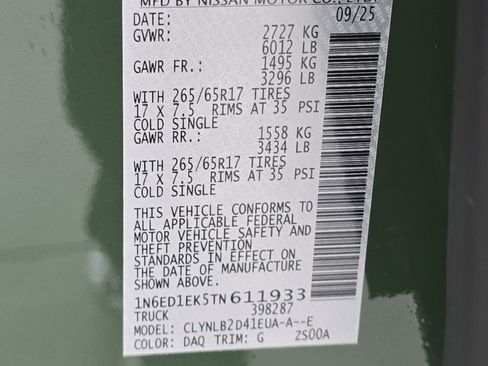 MFD BY NISSAN MOTOR CO., LTD.
DATE: 09/25
GVWR: 2727 KG
6012 LB
GAWR FR.: 1495 KG
3296 LB
WITH 265/65R17 TIRES
17 X 7.5 RIMS AT 35 PSI
COLD SINGLE
GAWR RR.: 1558 KG
3434 LB
WITH 265/65R17 TIRES
17 X 7.5 RIMS AT 35 PSI
COLD SINGLE
THIS VEHICLE CONFORMS TO
ALL APPLICABLE FEDERAL
MOTOR VEHICLE SAFETY AND
THEFT PREVENTION
STANDARDS IN EFFECT ON
THE DATE OF MANUFACTURE
SHOWN ABOVE.
1N6ED1EK5TN611933
TRUCK 398287
MODEL: CLYNLB2D41EUA-A--E
COLOR: DAQ TRIM: G ZS00A